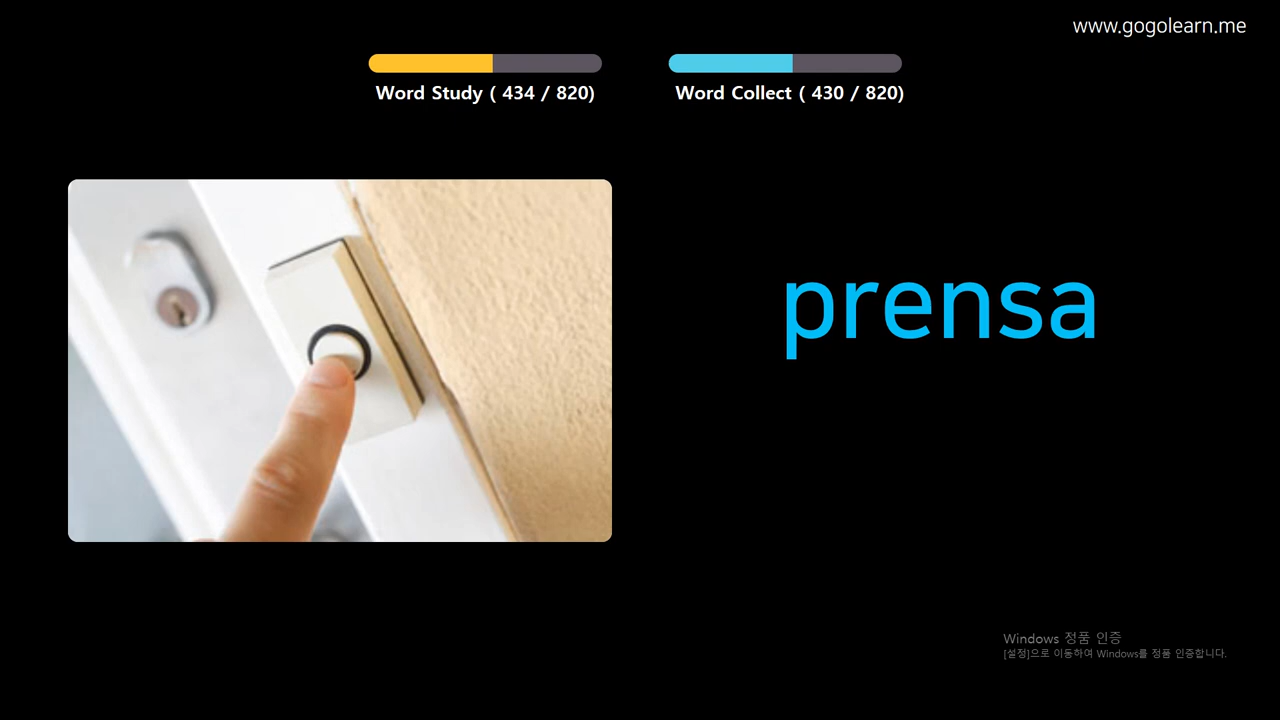 www.gogolearn.me
Word Study ( 434 / 820)
Word Collect ( 430 / 820)
prensa
Windows 정품 인증
[설정]으로 이동하여 Windows를 정품 인증합니다.